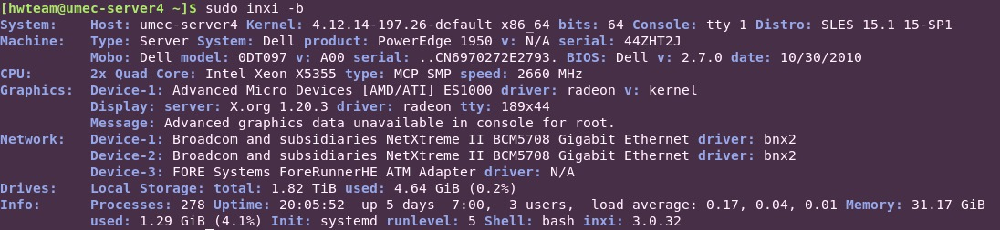 [hwteam@umec-server4 ~]$ sudo inxi -b
System: Host: umec-server4 Kernel: 4.12.14-197.26-default x86_64 bits: 64 Console: tty 1 Distro: SLES 15.1 15-SP1
Machine: Type: Server System: Dell product: PowerEdge 1950 v: N/A serial: 44ZHT2J
Mobo: Dell model: 0DT097 v: A00 serial: ..CN6970272E2793. BIOS: Dell v: 2.7.0 date: 10/30/2010
CPU: 2x Quad Core: Intel Xeon X5355 type: MCP SMP speed: 2660 MHz
Graphics: Device-1: Advanced Micro Devices [AMD/ATI] ES1000 driver: radeon v: kernel
Display: server: X.org 1.20.3 driver: radeon tty: 189x44
Message: Advanced graphics data unavailable in console for root.
Network: Device-1: Broadcom and subsidiaries NetXtreme II BCM5708 Gigabit Ethernet driver: bnx2
Device-2: Broadcom and subsidiaries NetXtreme II BCM5708 Gigabit Ethernet driver: bnx2
Device-3: FORE Systems ForeRunnerHE ATM Adapter driver: N/A
Drives: Local Storage: total: 1.82 TiB used: 4.64 GiB (0.2%)
Info: Processes: 278 Uptime: 20:05:52 up 5 days 7:00, 3 users, load average: 0.17, 0.04, 0.01 Memory: 31.17 GiB
used: 1.29 GiB (4.1%) Init: systemd runlevel: 5 Shell: bash inxi: 3.0.32